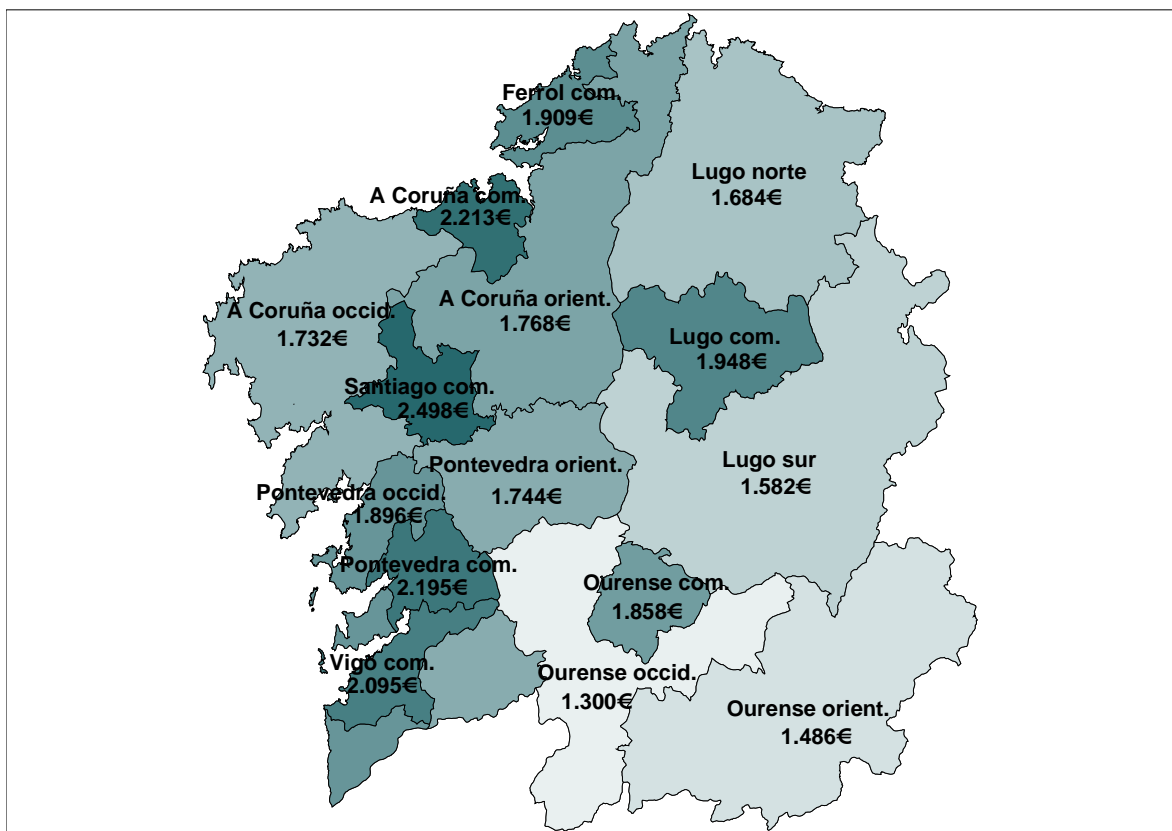 Ferrol com.
1.909€
Lugo norte
1.684€
A Coruña com.
2.213€
A Coruña occid.
1.732€
A Coruña orient.
1.768€
Lugo com.
1.948€
Santiago com.
2.498€
Pontevedra orient.
1.744€
Lugo sur
1.582€
Pontevedra occid.
1.896€
Pontevedra com.
2.195€
Ourense com.
1.858€
Vigo com.
2.095€
Ourense occid.
1.300€
Ourense orient.
1.486€